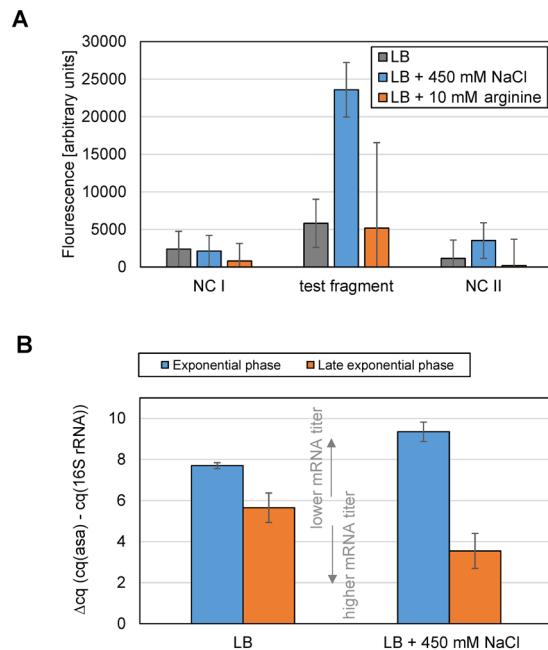 A
Flourescence [arbitrary units]
30000
25000
20000
15000
10000
5000
0
LB
LB + 450 mM NaCl
LB + 10 mM arginine
NC I
test fragment
NC II
B
Exponential phase
Late exponential phase
Δcq (cq(asa) - cq(16S rRNA))
10
8
6
4
2
0
lower mRNA titer
higher mRNA titer
LB
LB + 450 mM NaCl